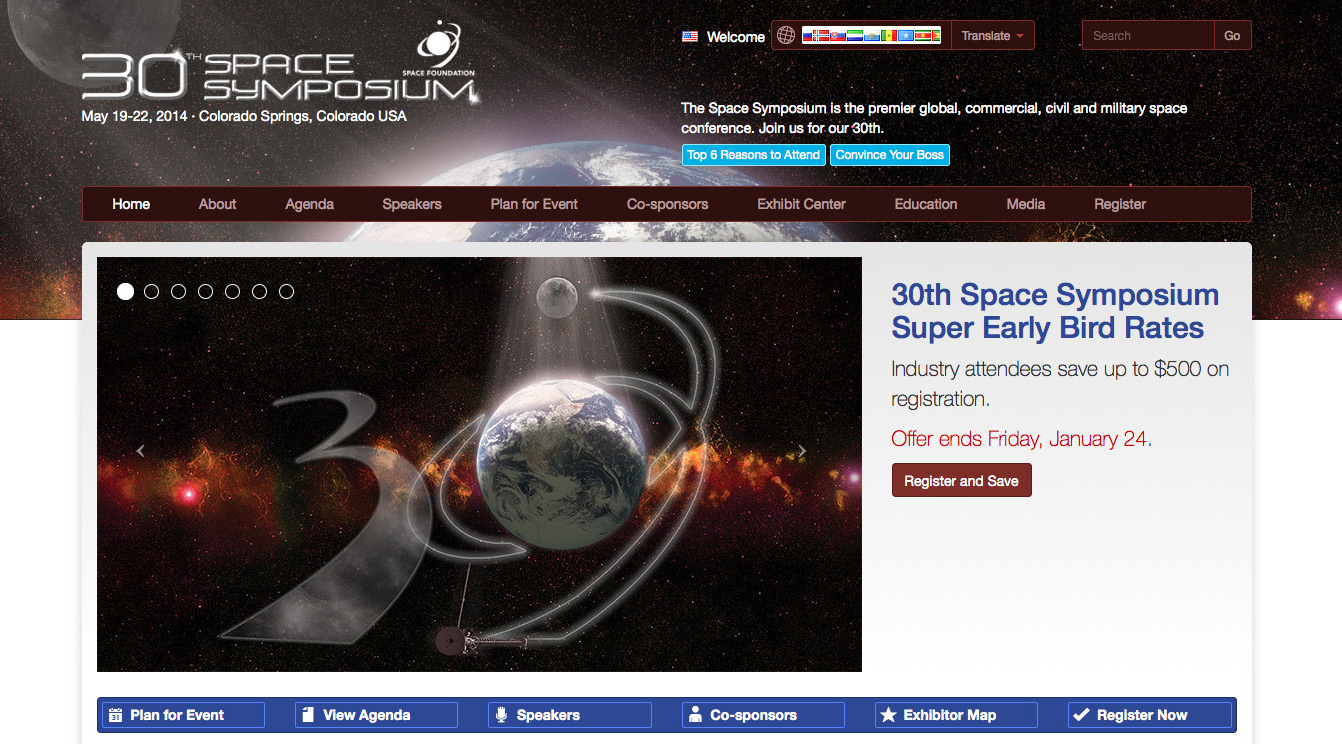 30TH SPACE
SYMPOSIUM
SPACE FOUNDATION
May 19-22, 2014 · Colorado Springs, Colorado USA
Welcome
Translate
Search
Go
The Space Symposium is the premier global, commercial, civil and military space
conference. Join us for our 30th.
Top 6 Reasons to Attend
Convince Your Boss
Home
About
Agenda
Speakers
Plan for Event
Co-sponsors
Exhibit Center
Education
Media
Register
30
30th Space Symposium
Super Early Bird Rates
Industry attendees save up to $500 on
registration.
Offer ends Friday, January 24.
Register and Save
31
Plan for Event
View Agenda
Speakers
Co-sponsors
Exhibitor Map
Register Now